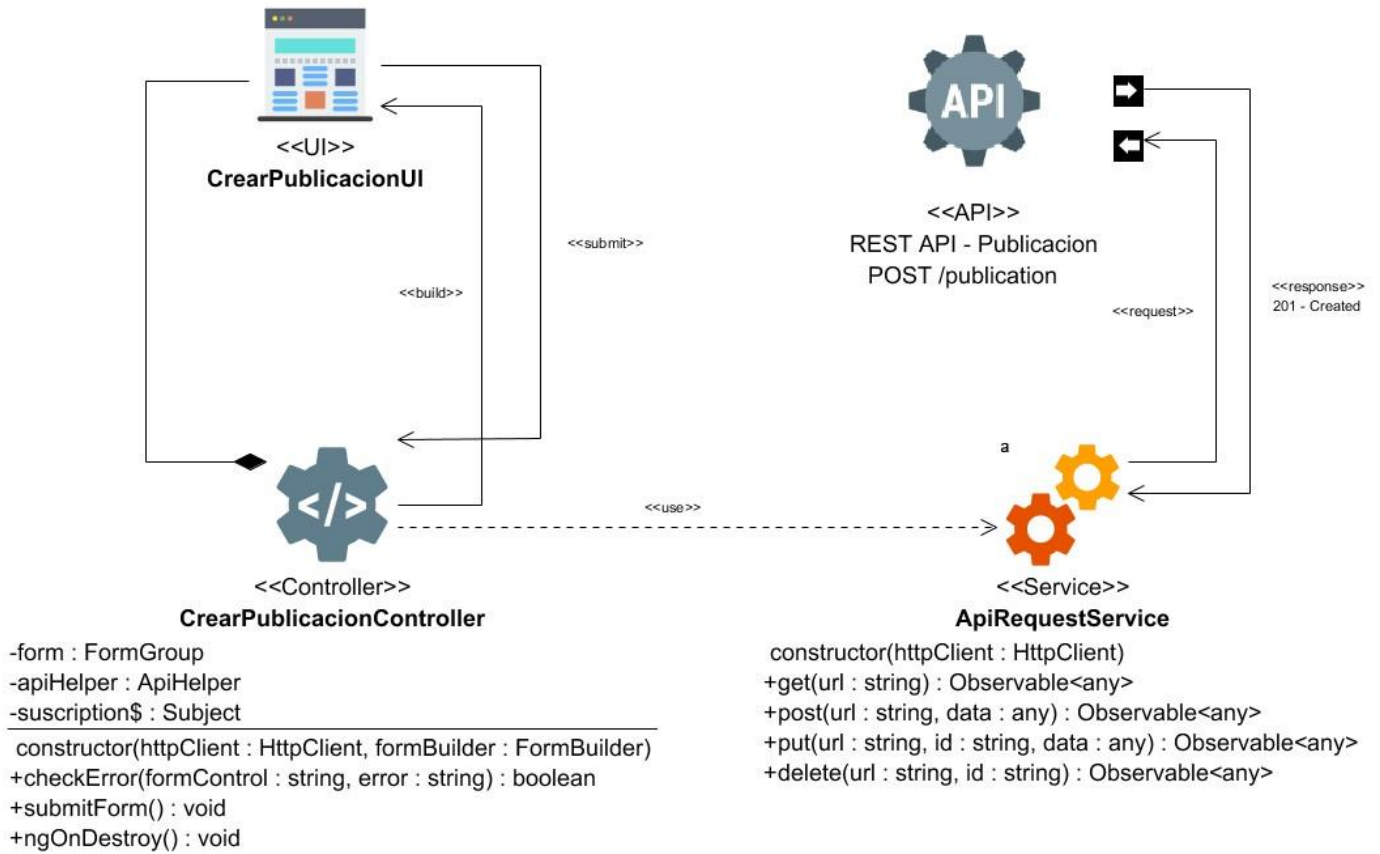 API
<<UI>>
CrearPublicacionUI
<<API>>
REST API - Publicacion
POST /publication
<<submit>>
<<build>>
<<request>>
<<response>>
201 - Created
a
</>
<<use>>
<<Controller>>
CrearPublicacionController
-form : FormGroup
-apiHelper : ApiHelper
-suscription$ : Subject
constructor(httpClient : HttpClient, formBuilder : FormBuilder)
+checkError(formControl : string, error : string) : boolean
+submitForm() : void
+ngOnDestroy() : void
<<Service>>
ApiRequestService
constructor(httpClient : HttpClient)
+get(url : string) : Observable<any>
+post(url : string, data : any) : Observable<any>
+put(url : string, id : string, data : any) : Observable<any>
+delete(url : string, id : string) : Observable<any>